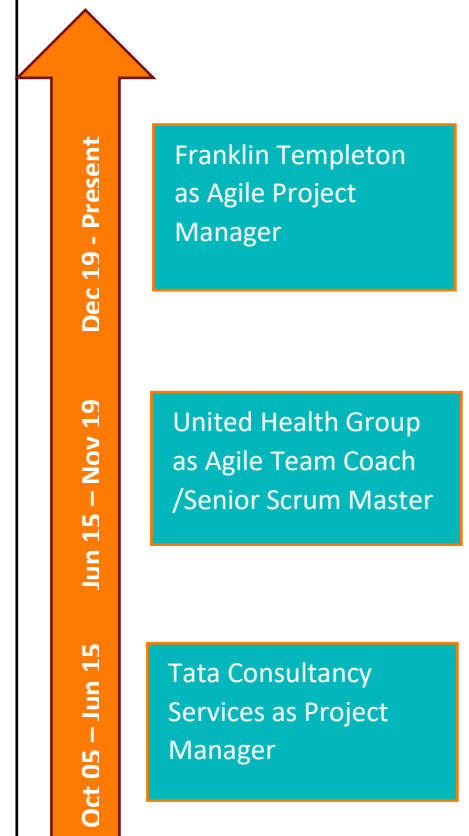 Dec 19 - Present
Franklin Templeton
as Agile Project
Manager
Jun 15 – Nov 19
United Health Group
as Agile Team Coach
/Senior Scrum Master
Oct 05 – Jun 15
Tata Consultancy
Services as Project
Manager